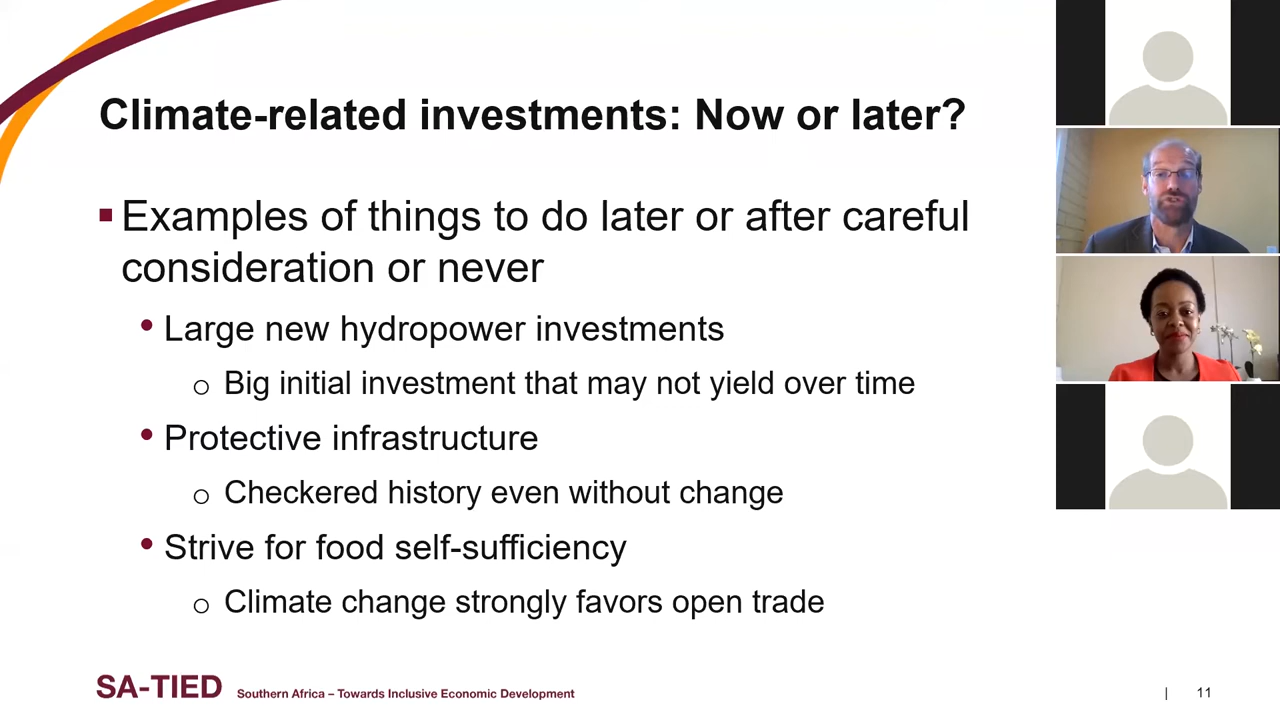 Climate-related investments: Now or later?
Examples of things to do later or after careful
consideration or never
Large new hydropower investments
Big initial investment that may not yield over time
Protective infrastructure
Checkered history even without change
Strive for food self-sufficiency
Climate change strongly favors open trade
SA-TIED Southern Africa – Towards Inclusive Economic Development
| 11